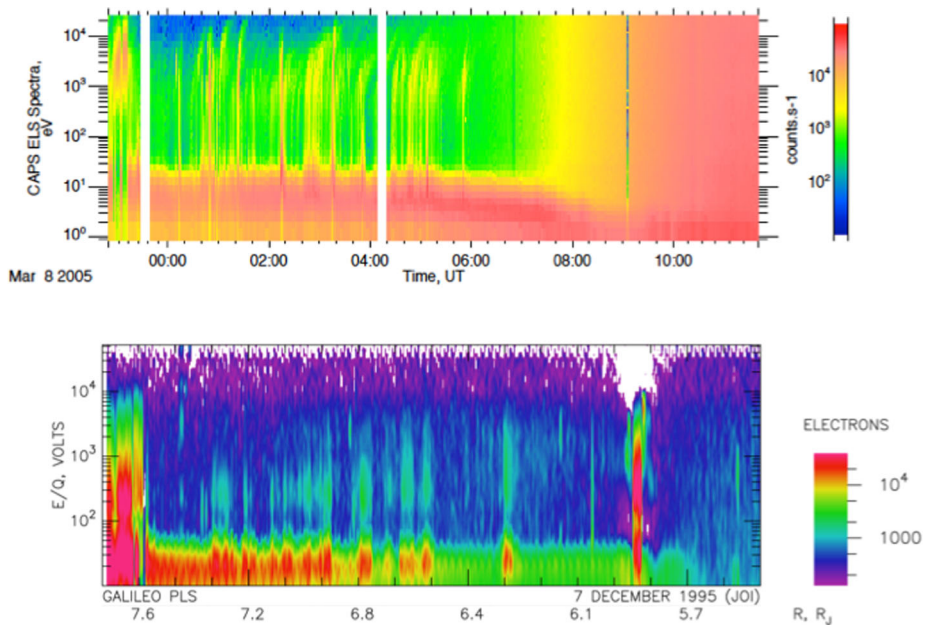 CAPS ELS Spectra,
eV
10⁴
10³
10²
10¹
10⁰
00:00 02:00 04:00 06:00 08:00 10:00
Mar 8 2005 Time, UT
10⁴
10³
10²
counts.s-1
E/Q, VOLTS
10⁴
10³
10²
GALILEO PLS 7 DECEMBER 1995 (JOI)
7.6 7.2 6.8 6.4 6.1 5.7 R, R_J
ELECTRONS
10⁴
1000